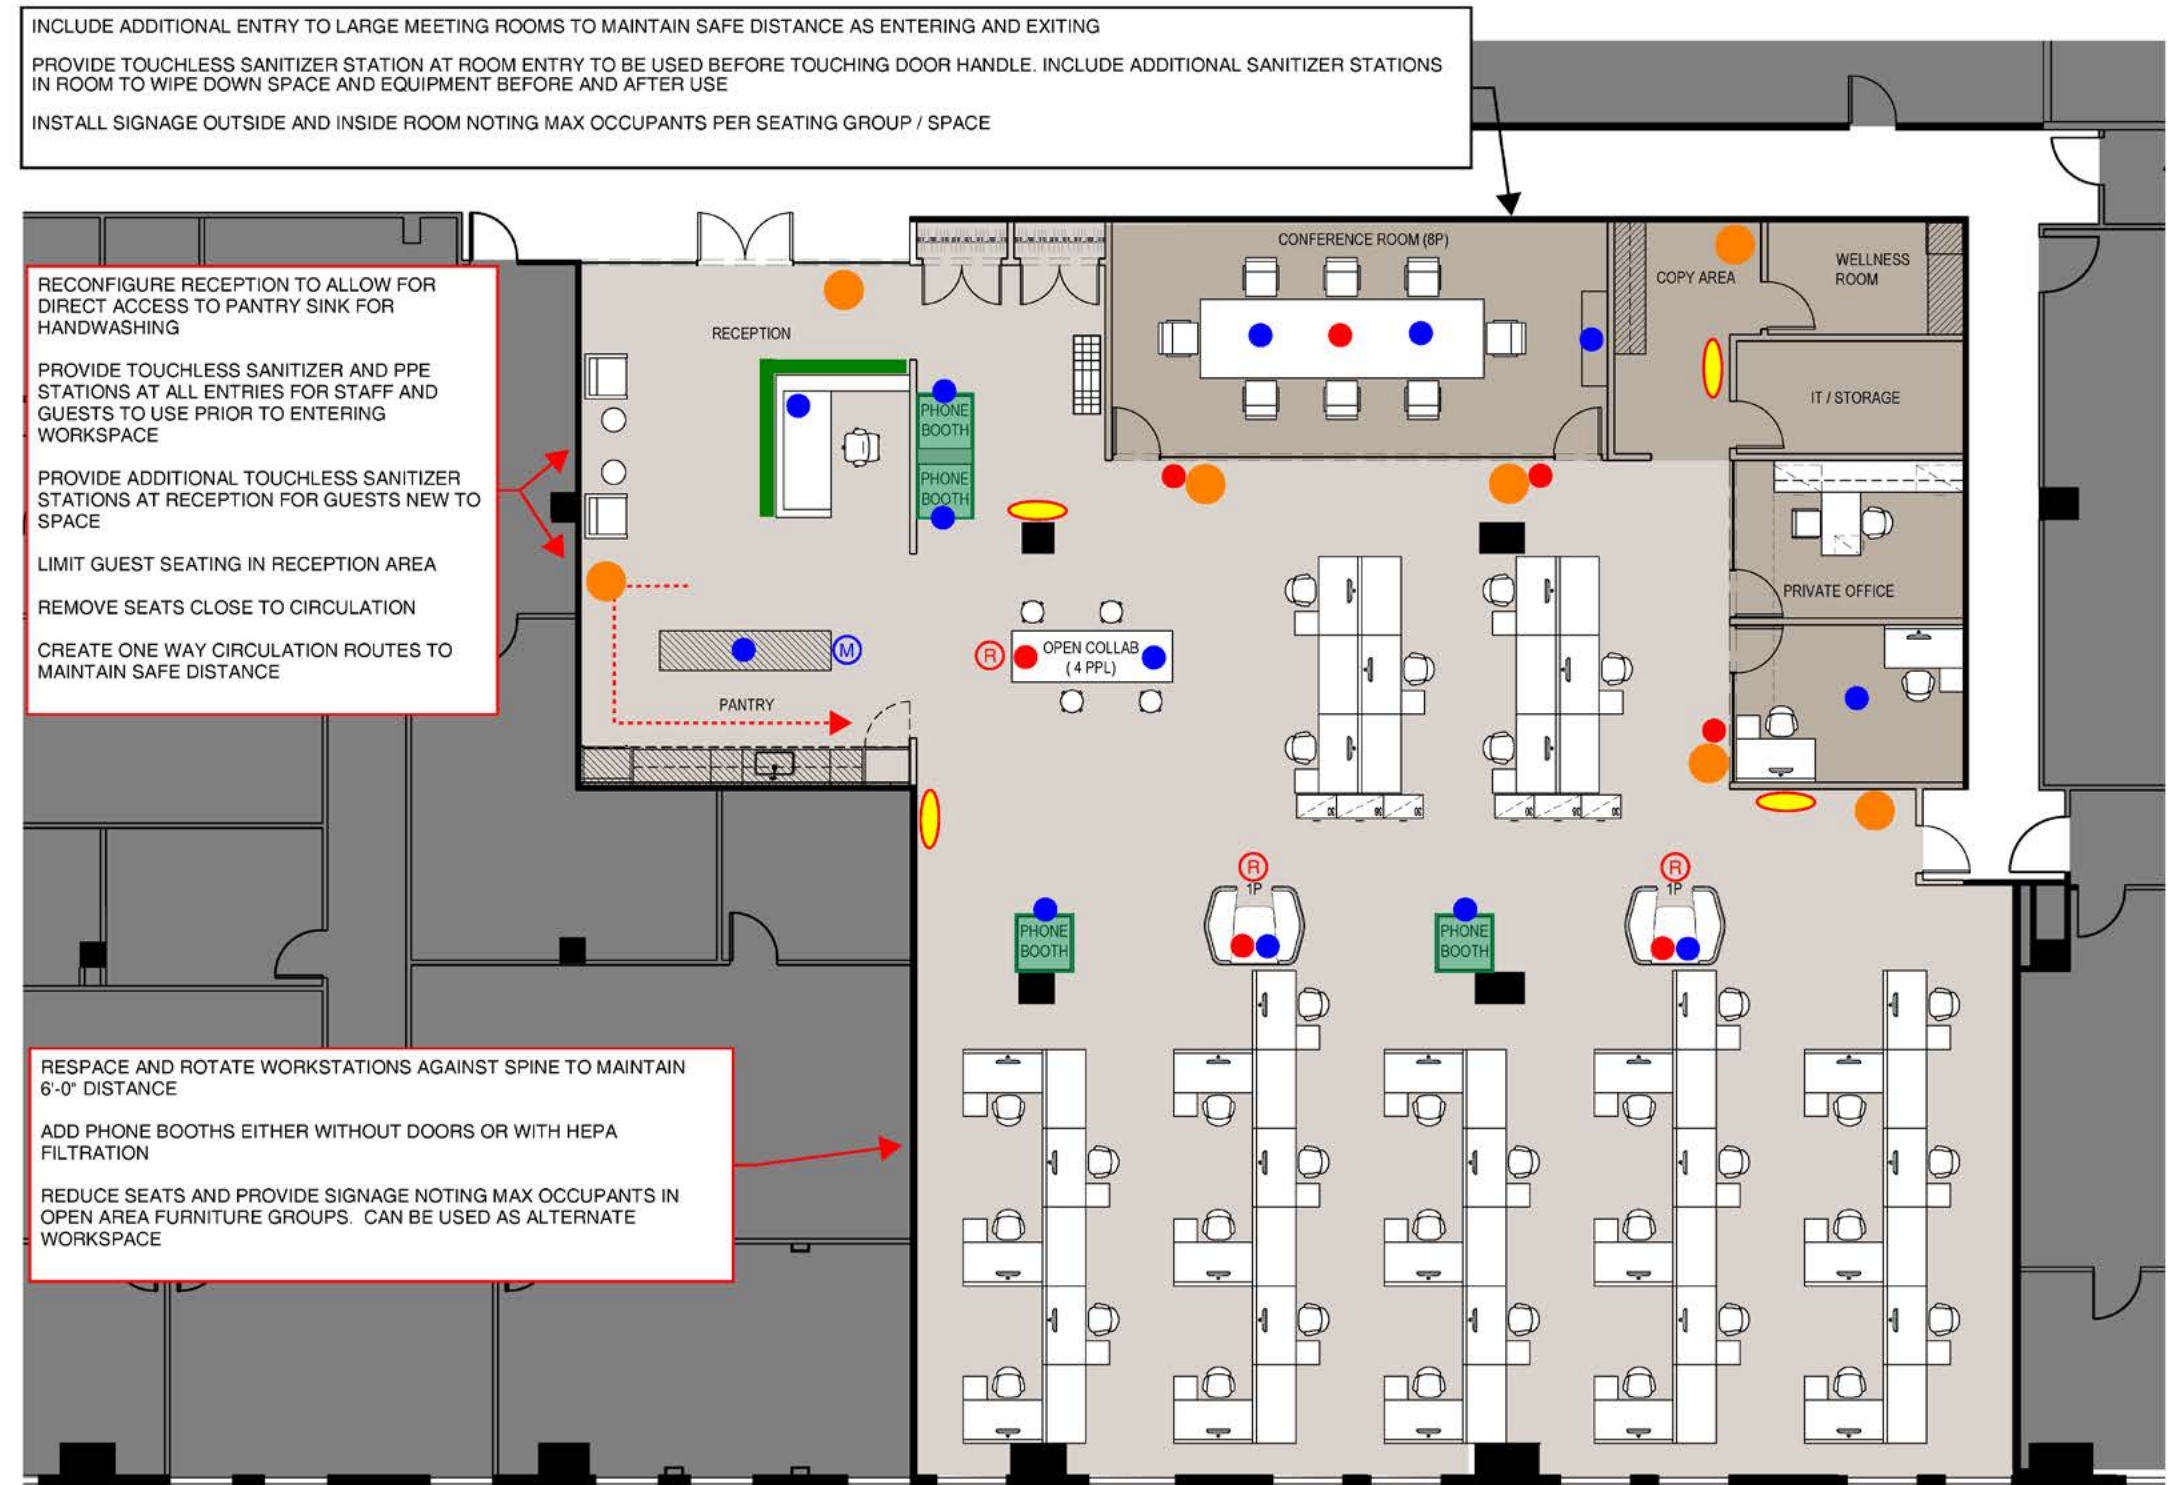 INCLUDE ADDITIONAL ENTRY TO LARGE MEETING ROOMS TO MAINTAIN SAFE DISTANCE AS ENTERING AND EXITING
PROVIDE TOUCHLESS SANITIZER STATION AT ROOM ENTRY TO BE USED BEFORE TOUCHING DOOR HANDLE. INCLUDE ADDITIONAL SANITIZER STATIONS
IN ROOM TO WIPE DOWN SPACE AND EQUIPMENT BEFORE AND AFTER USE
INSTALL SIGNAGE OUTSIDE AND INSIDE ROOM NOTING MAX OCCUPANTS PER SEATING GROUP / SPACE
RECONFIGURE RECEPTION TO ALLOW FOR
DIRECT ACCESS TO PANTRY SINK FOR
HANDWASHING
PROVIDE TOUCHLESS SANITIZER AND PPE
STATIONS AT ALL ENTRIES FOR STAFF AND
GUESTS TO USE PRIOR TO ENTERING
WORKSPACE
PROVIDE ADDITIONAL TOUCHLESS SANITIZER
STATIONS AT RECEPTION FOR GUESTS NEW TO
SPACE
LIMIT GUEST SEATING IN RECEPTION AREA
REMOVE SEATS CLOSE TO CIRCULATION
CREATE ONE WAY CIRCULATION ROUTES TO
MAINTAIN SAFE DISTANCE
RECEPTION
CONFERENCE ROOM (8P)
COPY AREA
WELLNESS
ROOM
IT / STORAGE
PHONE
BOOTH
PHONE
BOOTH
PRIVATE OFFICE
M
R
OPEN COLLAB
( 4 PPL)
PANTRY
R
1P
R
1P
PHONE
BOOTH
PHONE
BOOTH
RESPACE AND ROTATE WORKSTATIONS AGAINST SPINE TO MAINTAIN
6'-0" DISTANCE
ADD PHONE BOOTHS EITHER WITHOUT DOORS OR WITH HEPA
FILTRATION
REDUCE SEATS AND PROVIDE SIGNAGE NOTING MAX OCCUPANTS IN
OPEN AREA FURNITURE GROUPS. CAN BE USED AS ALTERNATE
WORKSPACE